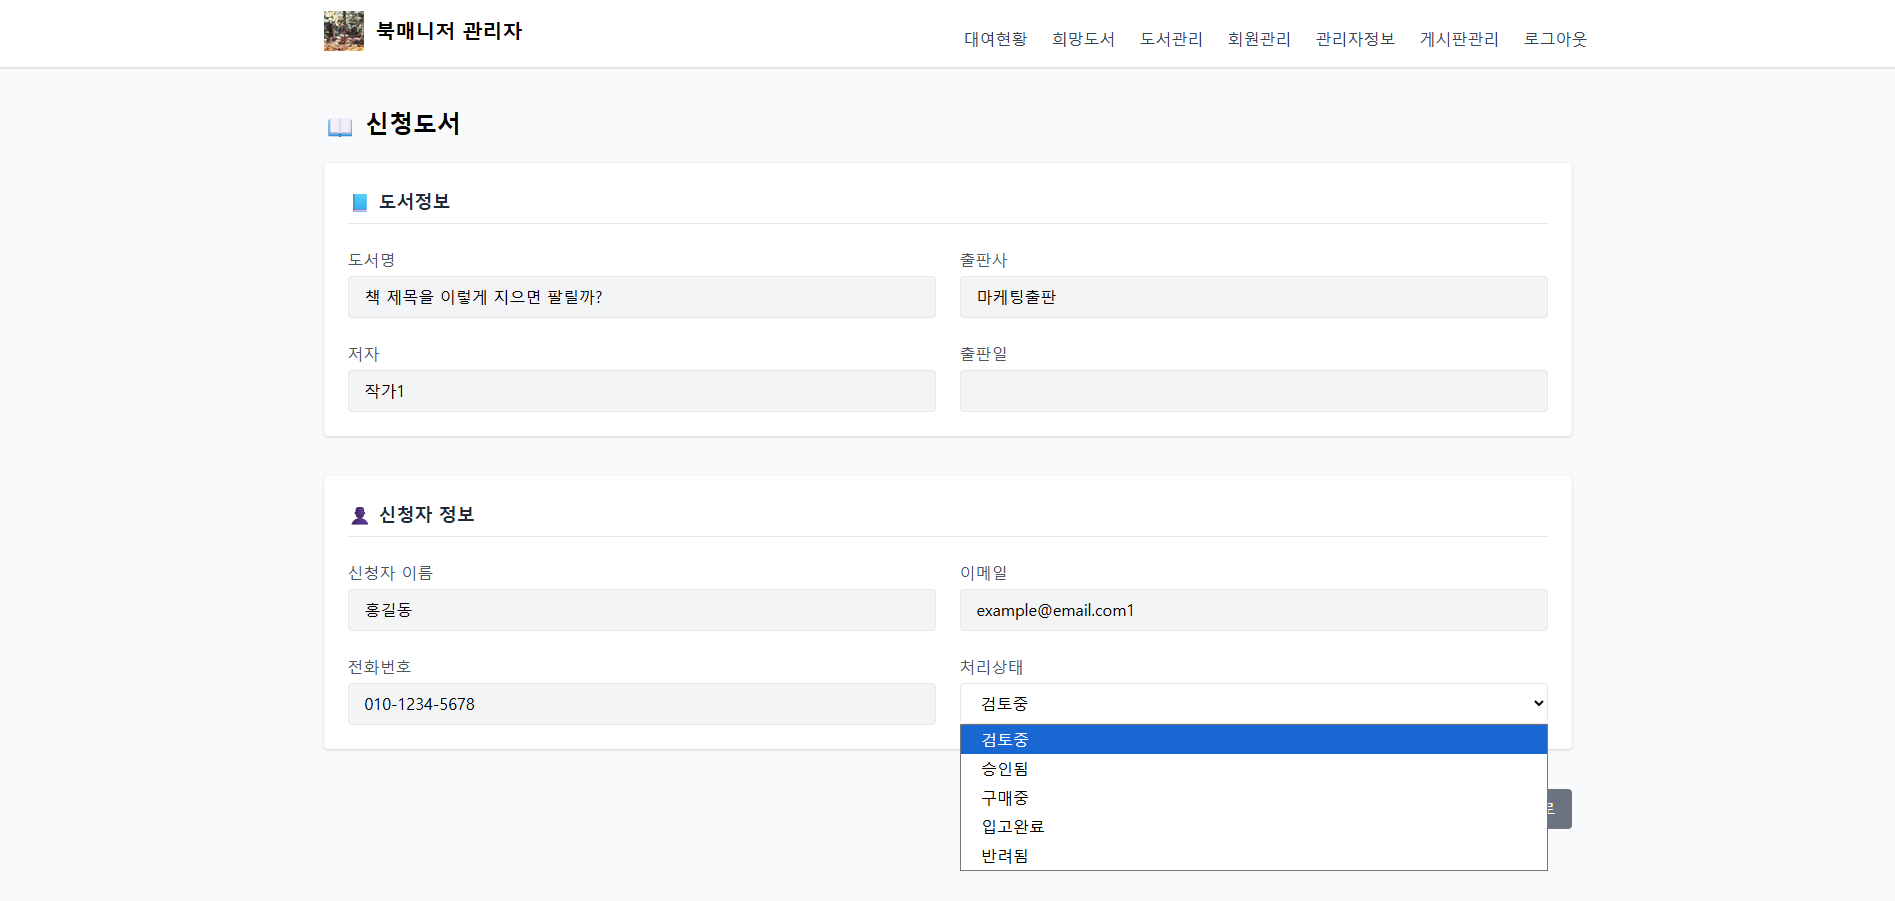 북매니저 관리자
대여현황 희망도서 도서관리 회원관리 관리자정보 게시판관리 로그아웃
신청도서
도서정보
도서명 출판사
책 제목을 이렇게 지으면 팔릴까? 마케팅출판
저자 출판일
작가1
신청자 정보
신청자 이름 이메일
홍길동 example@email.com1
전화번호 처리상태
010-1234-5678 검토중
검토중
승인됨
구매중
입고완료
반려됨